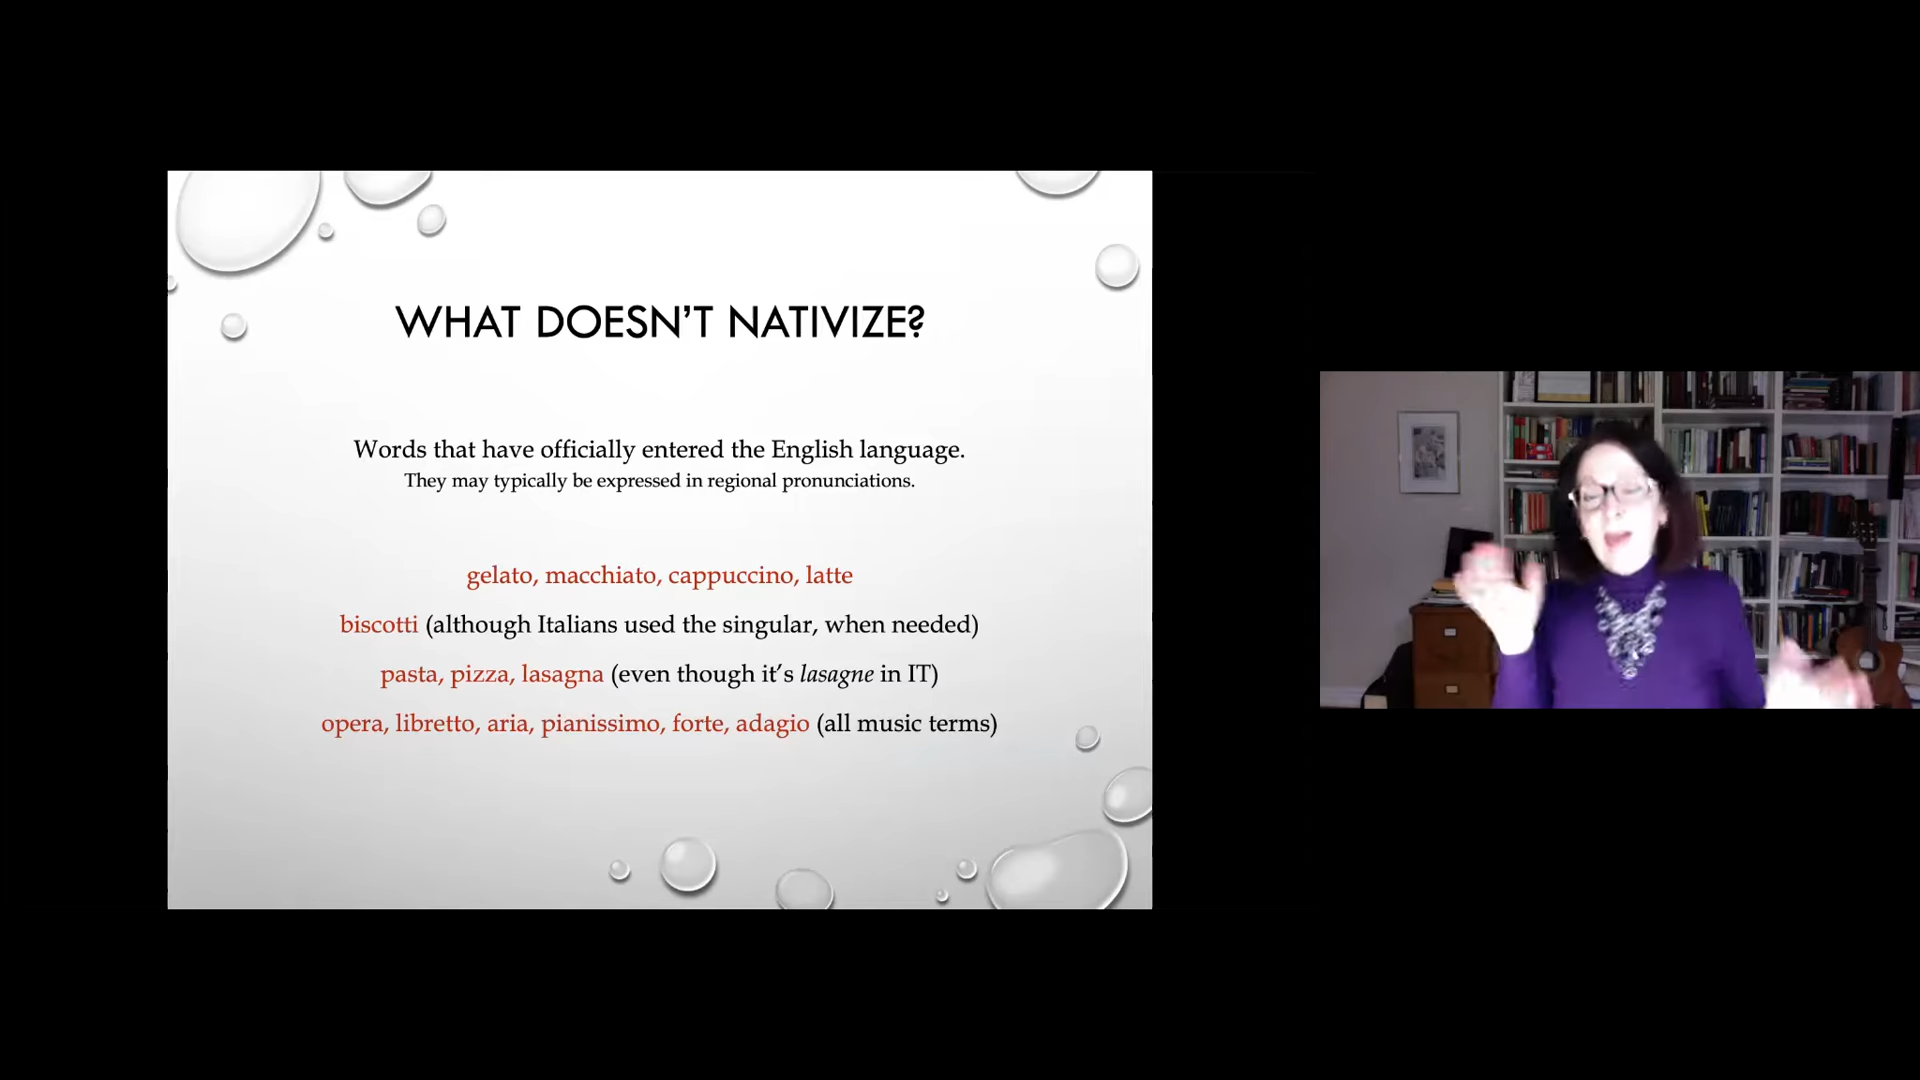 WHAT DOESN’T NATIVIZE?
Words that have officially entered the English language.
They may typically be expressed in regional pronunciations.
gelato, macchiato, cappuccino, latte
biscotti (although Italians used the singular, when needed)
pasta, pizza, lasagna (even though it’s lasagne in IT)
opera, libretto, aria, pianissimo, forte, adagio (all music terms)